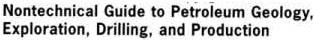 Nontechnical Guide to Petroleum Geology,
Exploration, Drilling, and Production